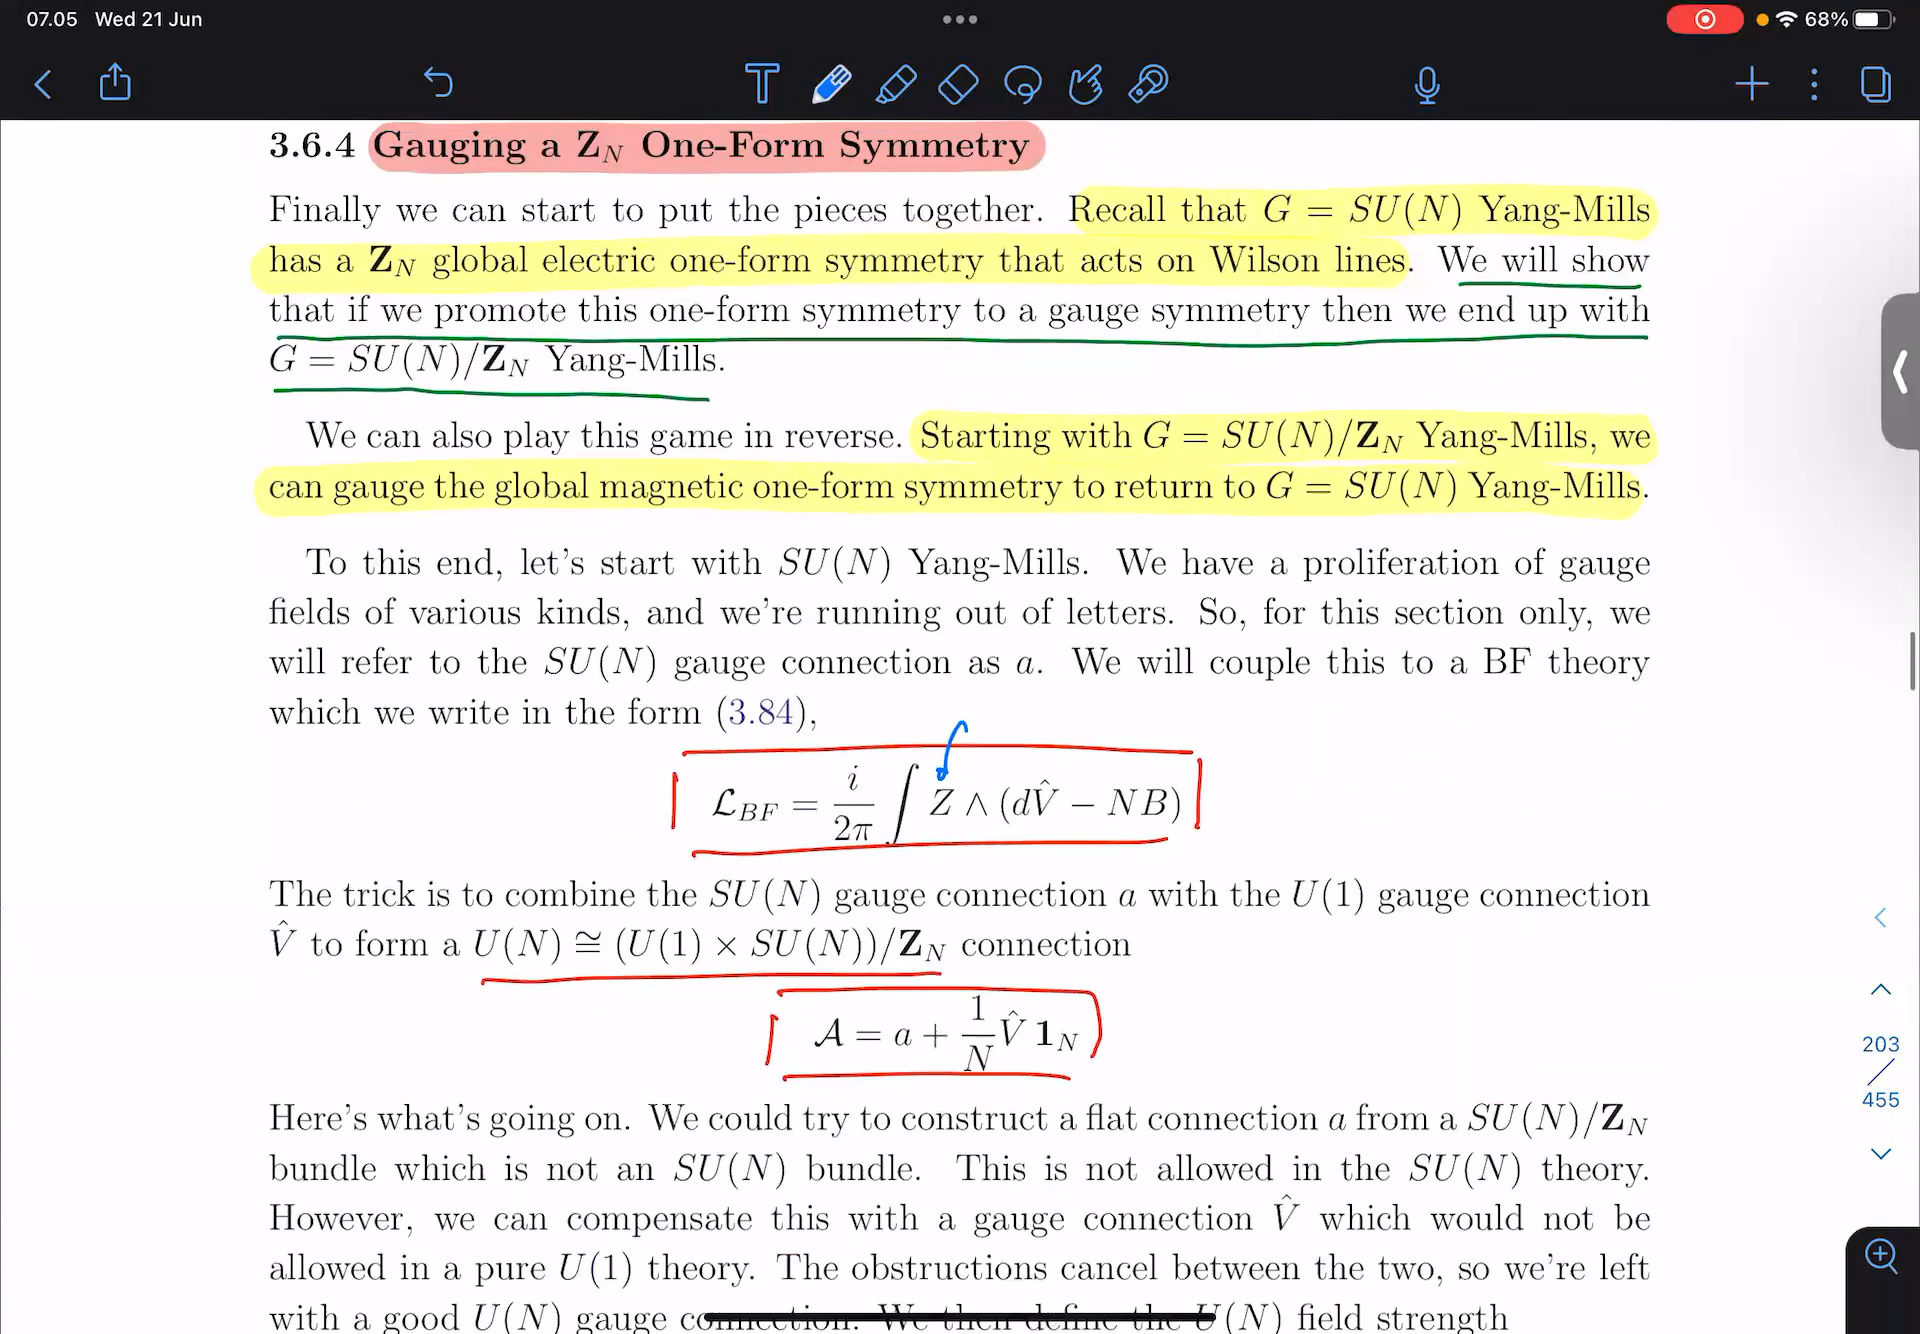 07.05 Wed 21 Jun
68%
3.6.4 Gauging a Z_N One-Form Symmetry
Finally we can start to put the pieces together. Recall that G = SU(N) Yang-Mills
has a Z_N global electric one-form symmetry that acts on Wilson lines. We will show
that if we promote this one-form symmetry to a gauge symmetry then we end up with
G = SU(N)/Z_N Yang-Mills.
We can also play this game in reverse. Starting with G = SU(N)/Z_N Yang-Mills, we
can gauge the global magnetic one-form symmetry to return to G = SU(N) Yang-Mills.
To this end, let's start with SU(N) Yang-Mills. We have a proliferation of gauge
fields of various kinds, and we're running out of letters. So, for this section only, we
will refer to the SU(N) gauge connection as a. We will couple this to a BF theory
which we write in the form (3.84),
ℒ_BF = i/2π ∫ Z ∧ (dV̂ − NB)
The trick is to combine the SU(N) gauge connection a with the U(1) gauge connection
V̂ to form a U(N) ≅ (U(1) × SU(N))/Z_N connection
𝒜 = a + 1/N V̂ 1_N
Here's what's going on. We could try to construct a flat connection a from a SU(N)/Z_N
bundle which is not an SU(N) bundle. This is not allowed in the SU(N) theory.
However, we can compensate this with a gauge connection V̂ which would not be
allowed in a pure U(1) theory. The obstructions cancel between the two, so we're left
with a good U(N) gauge connection. We then define the U(N) field strength
203
/
455